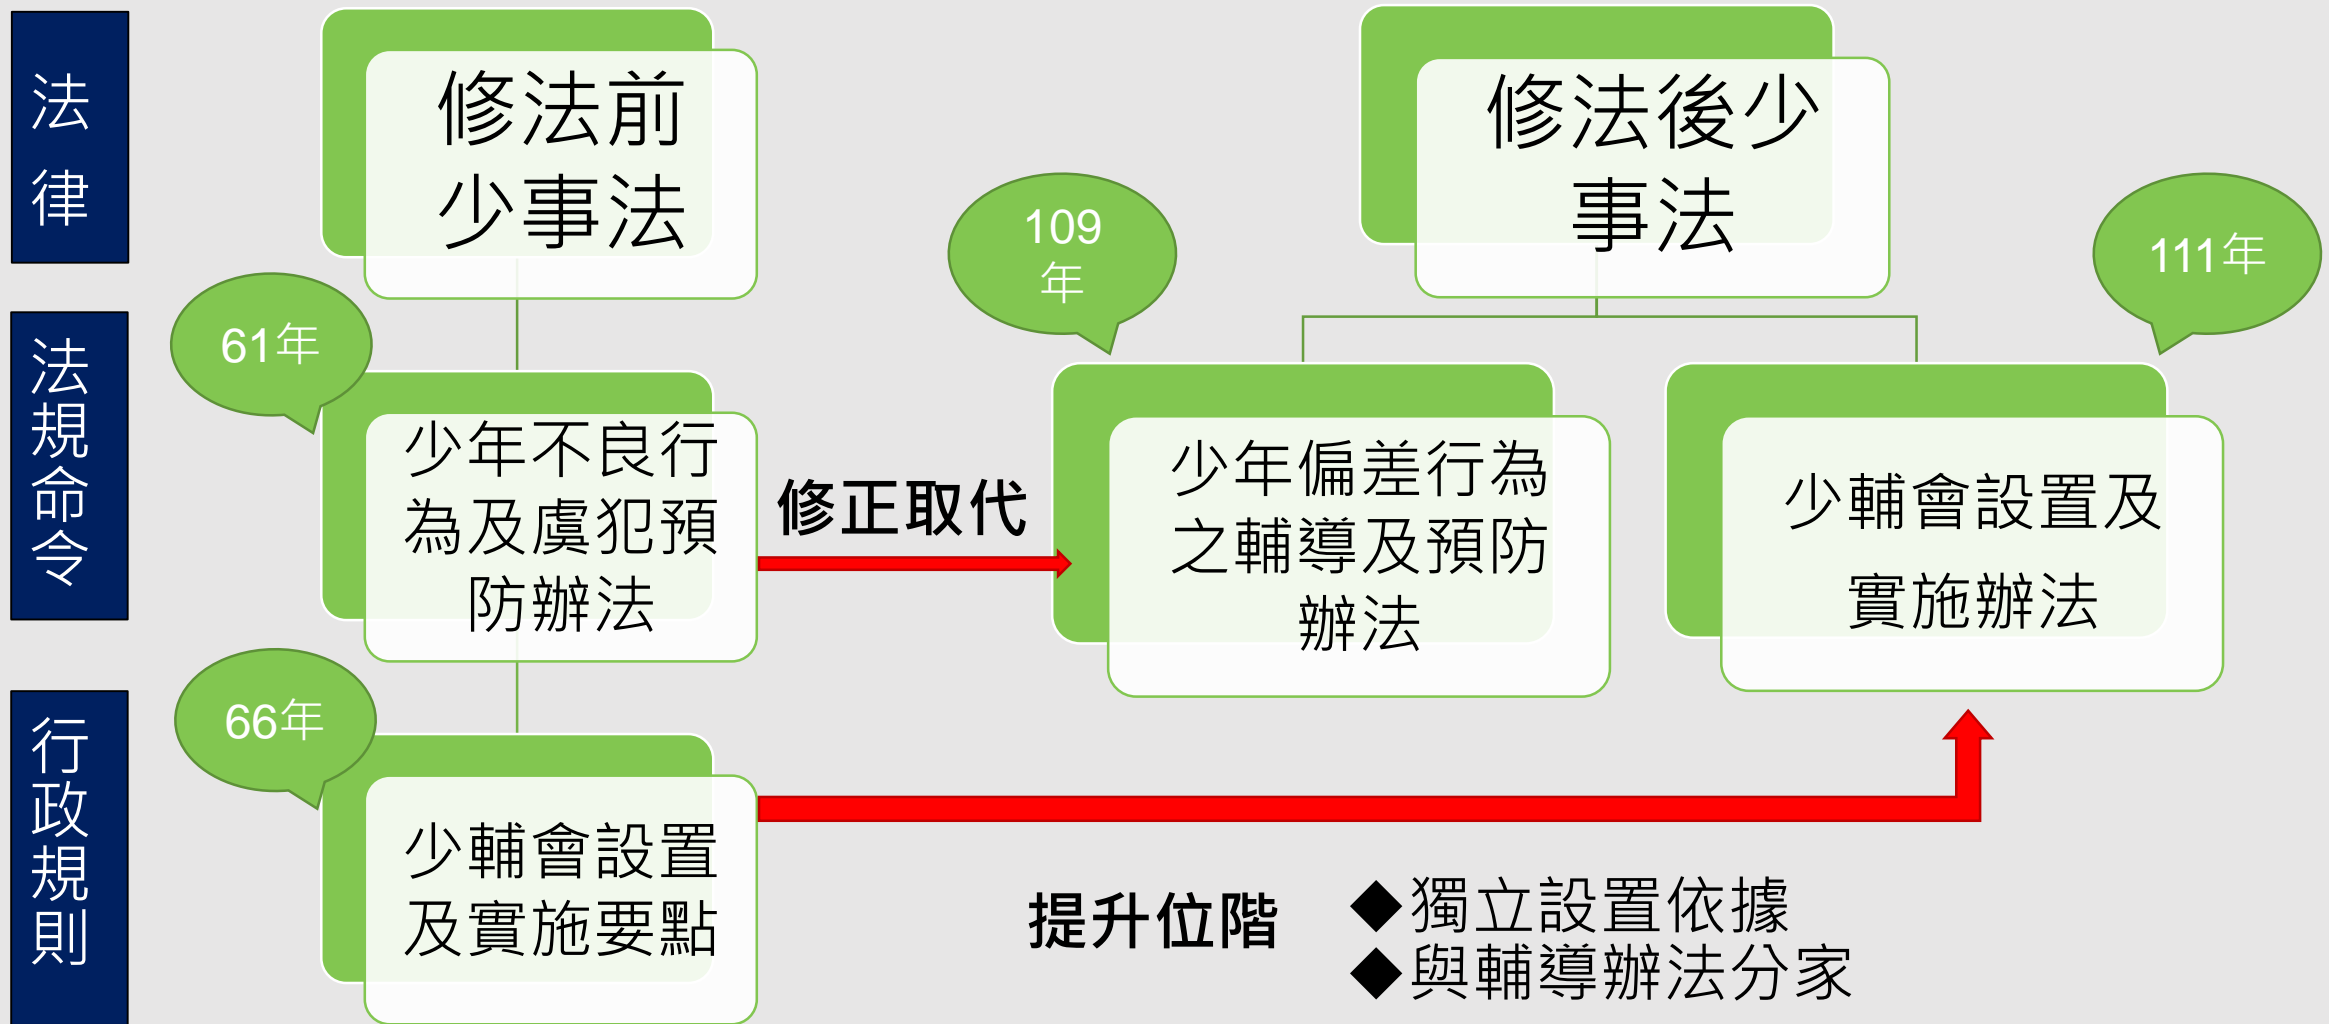 法律
修法前
少事法
修法後少
事法
109
年
111年
法規命令
61年
少年不良行
為及虞犯預
防辦法
修正取代
少年偏差行為
之輔導及預防
辦法
少輔會設置及
實施辦法
行政規則
66年
少輔會設置
及實施要點
提升位階
◆獨立設置依據
◆與輔導辦法分家